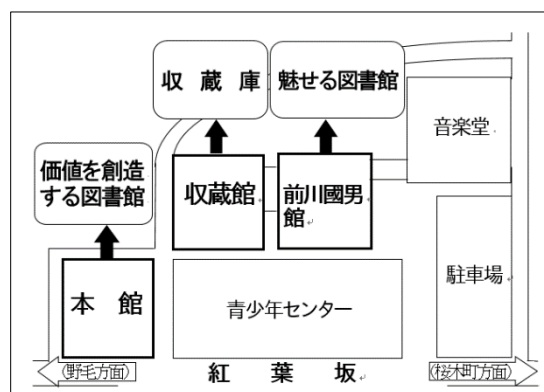 収 蔵 庫
魅せる図書館
音楽堂
価値を創造
する図書館
収蔵館
前川國男
館
駐車場
本 館
青少年センター
(野毛方面)
紅 葉 坂
(桜木町方面)